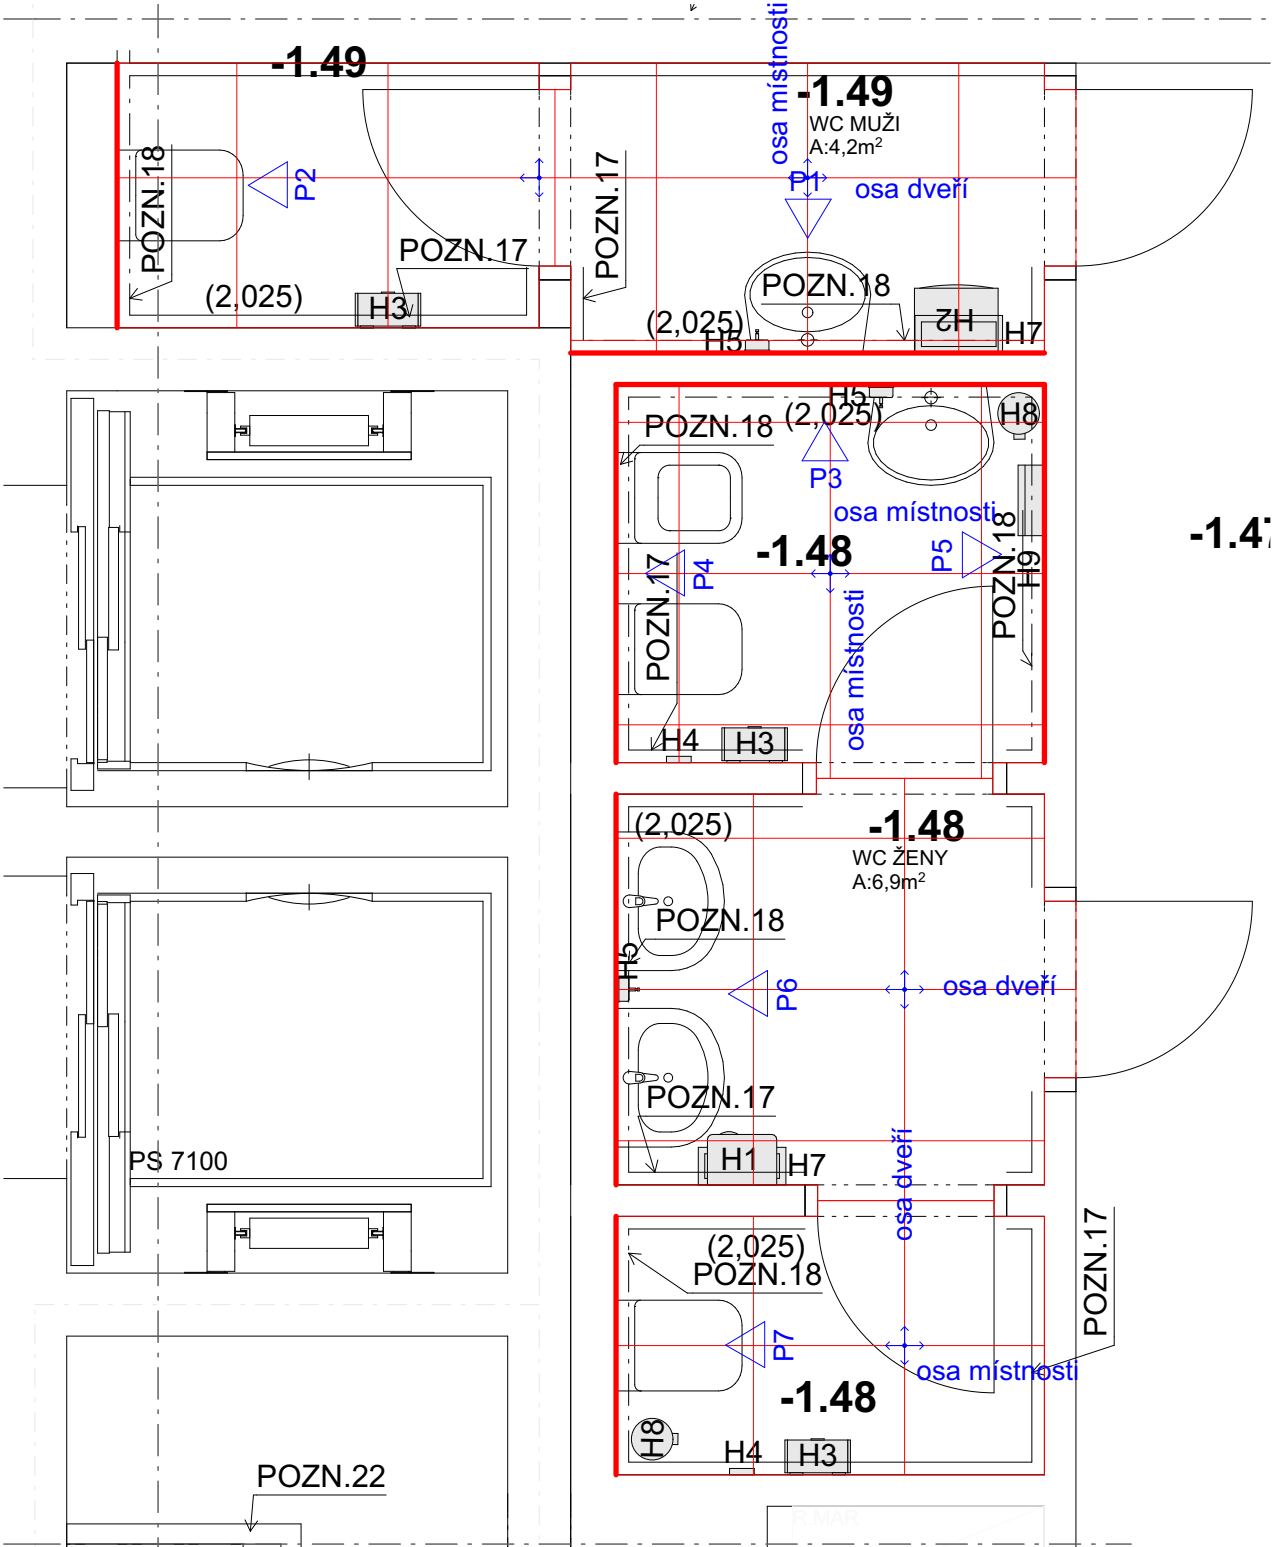 -1.49
-1.49
WC MUŽI
A:4,2m²
osa místnosti
osa dveří
P1
P2
POZN.18
POZN.17
POZN.17
POZN.18
(2,025)
H3
(2,025)
H5
H2
H7
H5
(2,025)
H8
POZN.18
P3
osa místnosti
-1.48
P4
P5
POZN.18
H9
-1.47
POZN.17
osa místnosti
H4
H3
(2,025)
-1.48
WC ŽENY
A:6,9m²
POZN.18
H5
P6
osa dveří
POZN.17
H1
H7
osa dveří
PS 7100
(2,025)
POZN.18
POZN.17
P7
osa místnosti
-1.48
H8
H4
H3
POZN.22
R.MAR